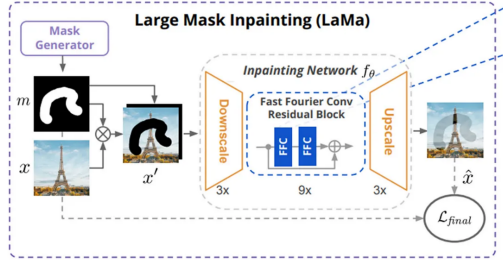 Large Mask Inpainting (LaMa)
Mask
Generator
m
x
x′
Inpainting Network fθ
Downscale
3x
Fast Fourier Conv
Residual Block
FFC
FFC
9x
Upscale
3x
x̂
ℒfinal